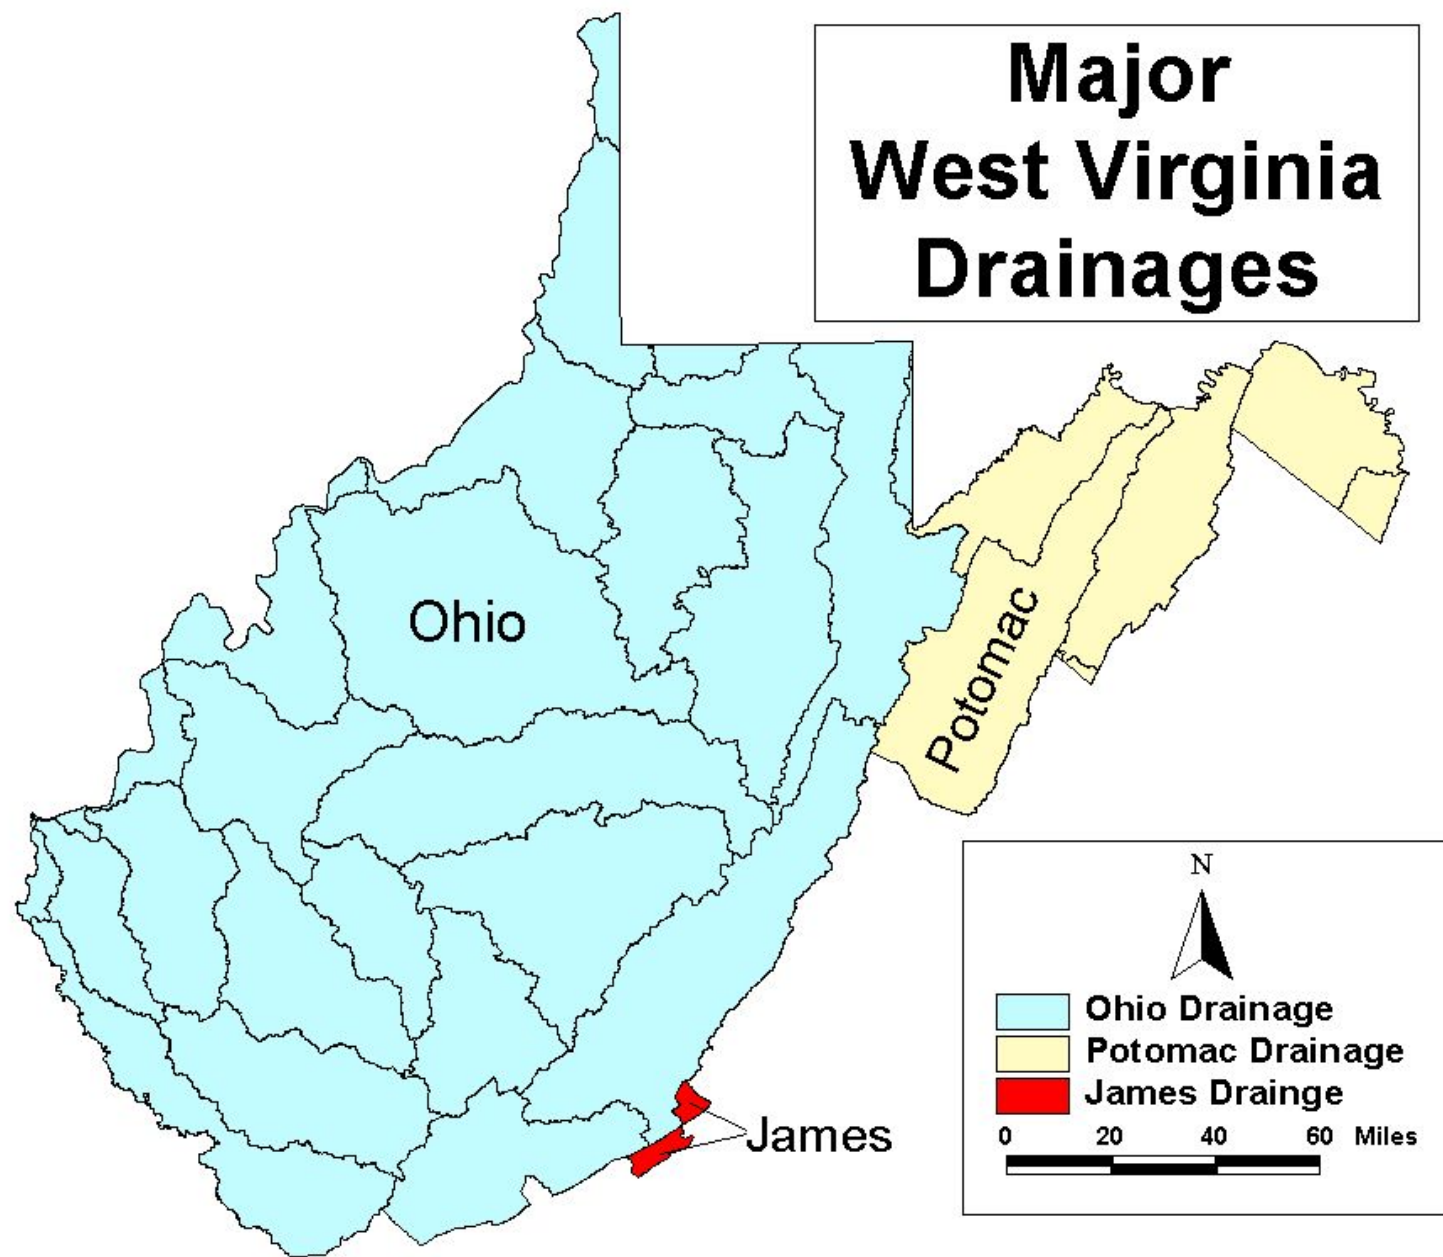 Major
West Virginia
Drainages
Ohio
Potomac
James
N
Ohio Drainage
Potomac Drainage
James Drainge
0 20 40 60 Miles